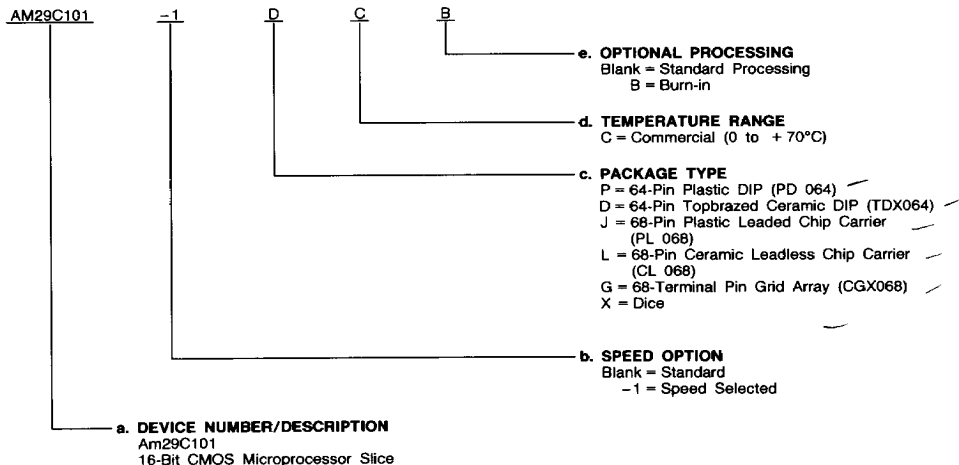 AM29C101 -1 D C B
e. OPTIONAL PROCESSING
Blank = Standard Processing
B = Burn-in
d. TEMPERATURE RANGE
C = Commercial (0 to + 70°C)
c. PACKAGE TYPE
P = 64-Pin Plastic DIP (PD 064)
D = 64-Pin Topbrazed Ceramic DIP (TDX064)
J = 68-Pin Plastic Leaded Chip Carrier
(PL 068)
L = 68-Pin Ceramic Leadless Chip Carrier
(CL 068)
G = 68-Terminal Pin Grid Array (CGX068)
X = Dice
b. SPEED OPTION
Blank = Standard
-1 = Speed Selected
a. DEVICE NUMBER/DESCRIPTION
Am29C101
16-Bit CMOS Microprocessor Slice